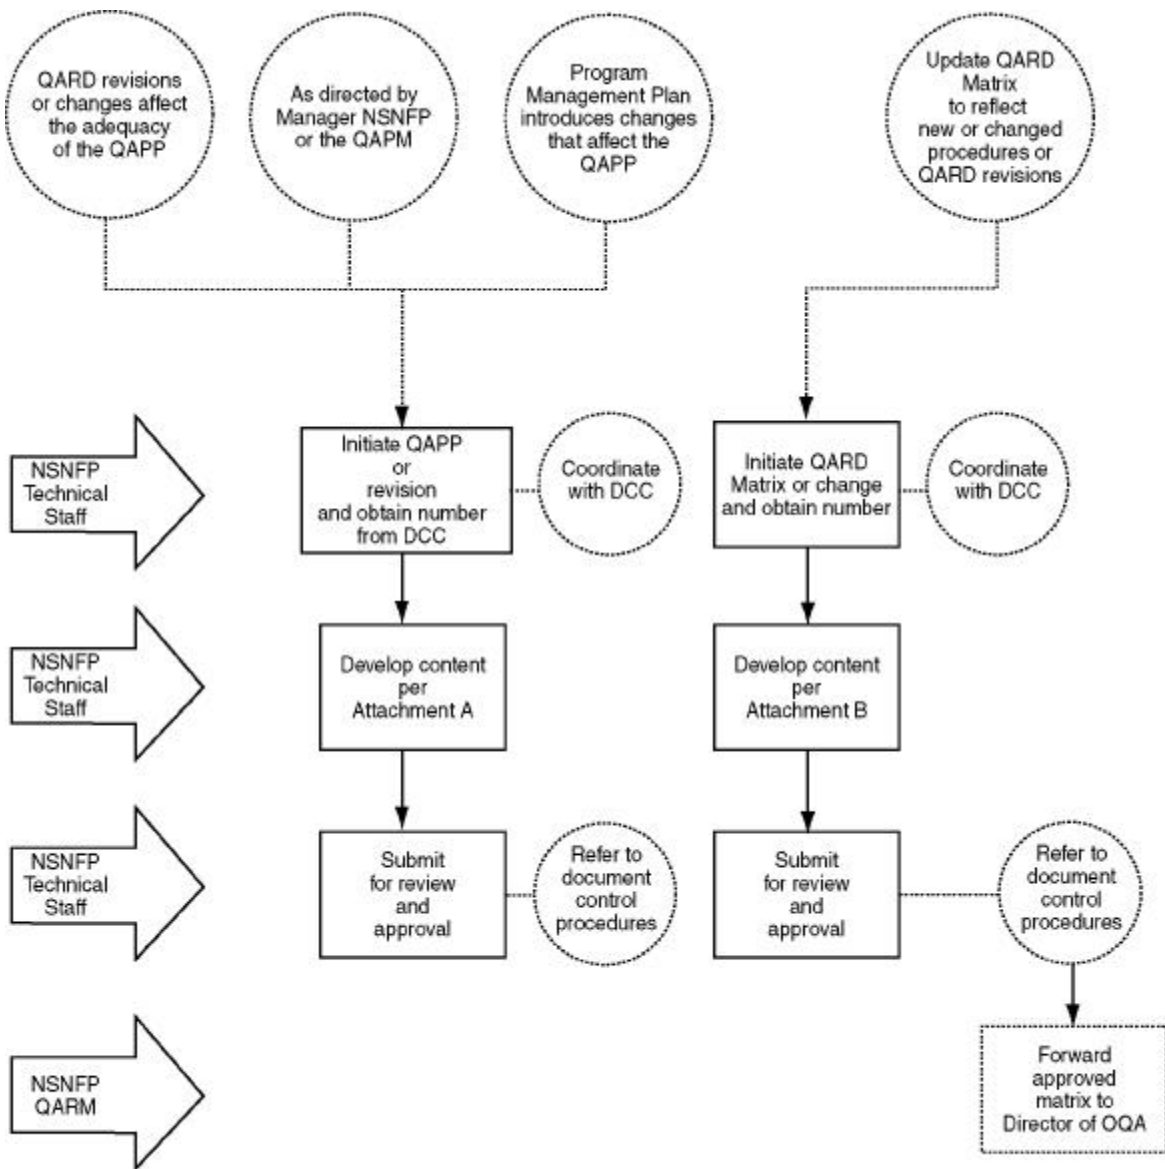 QARD revisions
or changes affect
the adequacy
of the QAPP
As directed by
Manager NSNFP
or the QAPM
Program
Management Plan
introduces changes
that affect the
QAPP
Update QARD
Matrix
to reflect
new or changed
procedures or
QARD revisions
NSNFP
Technical
Staff
Initiate QAPP
or
revision
and obtain number
from DCC
Coordinate
with DCC
Initiate QARD
Matrix or change
and obtain number
Coordinate
with DCC
NSNFP
Technical
Staff
Develop content
per
Attachment A
Develop content
per
Attachment B
NSNFP
Technical
Staff
Submit
for review
and
approval
Refer to
document
control
procedures
Submit
for review
and
approval
Refer to
document
control
procedures
NSNFP
QARM
Forward
approved
matrix to
Director of OQA